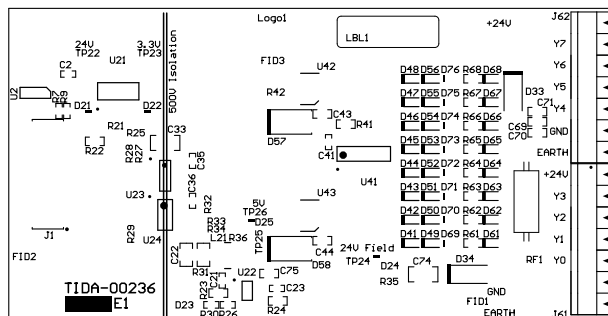 Logo1
LBL1
+24V
J62
24V
TP22
U21
3.3V
TP23
500V Isolation
FID3
U42
Y7
Y6
C2
U2
R7
R9
D21
D22
R42
D48 D56 D76 R68 D68
D33
Y5
D47 D55 D75 R67 D67
C71
Y4
R21
R25
C33
D57
C43
R41
D46 D54 D74 R66 D66
C69
C70
GND
R22
R28
R27
C35
C41
D45 D53 D73 R65 D65
EARTH
U41
D44 D52 D72 R64 D64
+24V
U23
C36
R32
U43
D43 D51 D71 R63 D63
Y3
5V
TP26
D25
D42 D50 D70 R62 D62
Y2
R33
R34
J1
R29
U24
L21
R36
TP25
C44
24V Field
TP24
D41 D49 D69 R61 D61
Y1
FID2
C22
R31
D58
D24
R35
C74
D34
RF1
Y0
C21
U22
C75
TIDA-00236
E1
R23
C23
GND
FID1
EARTH
D23
R30
R26
R24
J61